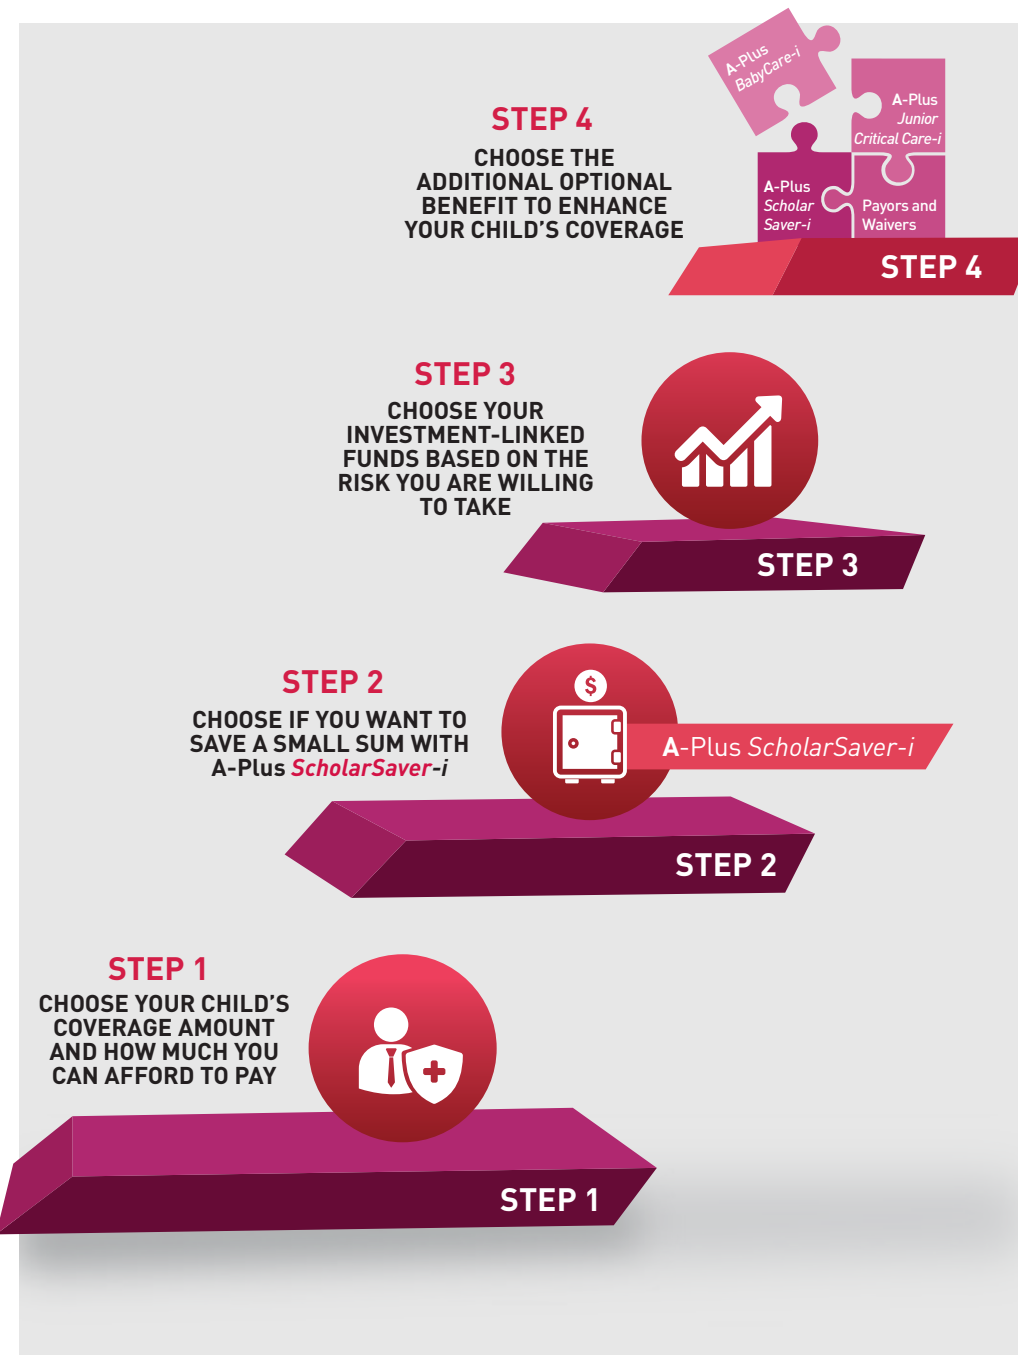 STEP 4
CHOOSE THE
ADDITIONAL OPTIONAL
BENEFIT TO ENHANCE
YOUR CHILD'S COVERAGE
A-Plus
BabyCare-i
A-Plus
Junior
Critical Care-i
A-Plus
Scholar
Saver-i
Payors and
Waivers
STEP 4
STEP 3
CHOOSE YOUR
INVESTMENT-LINKED
FUNDS BASED ON THE
RISK YOU ARE WILLING
TO TAKE
STEP 3
STEP 2
CHOOSE IF YOU WANT TO
SAVE A SMALL SUM WITH
A-Plus ScholarSaver-i
$
A-Plus ScholarSaver-i
STEP 2
STEP 1
CHOOSE YOUR CHILD'S
COVERAGE AMOUNT
AND HOW MUCH YOU
CAN AFFORD TO PAY
STEP 1